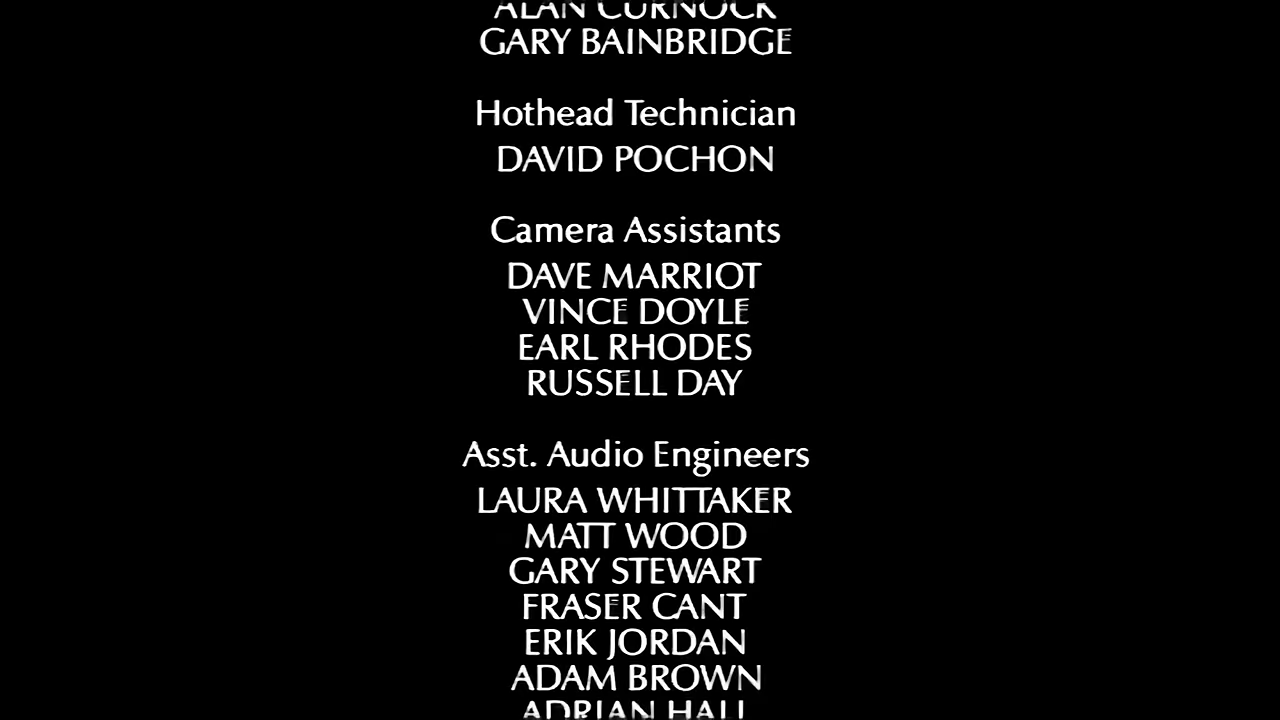 ALAN CURNOCK
GARY BAINBRIDGE
Hothead Technician
DAVID POCHON
Camera Assistants
DAVE MARRIOT
VINCE DOYLE
EARL RHODES
RUSSELL DAY
Asst. Audio Engineers
LAURA WHITTAKER
MATT WOOD
GARY STEWART
FRASER CANT
ERIK JORDAN
ADAM BROWN
ADRIAN HALL